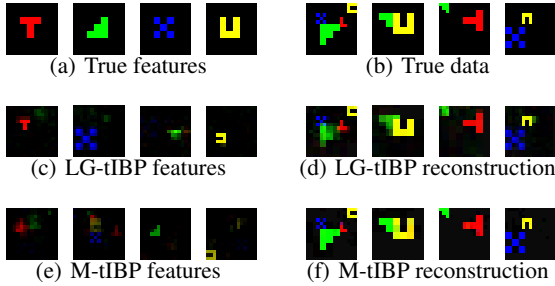 (a) True features
(b) True data
(c) LG-tIBP features
(d) LG-tIBP reconstruction
(e) M-tIBP features
(f) M-tIBP reconstruction